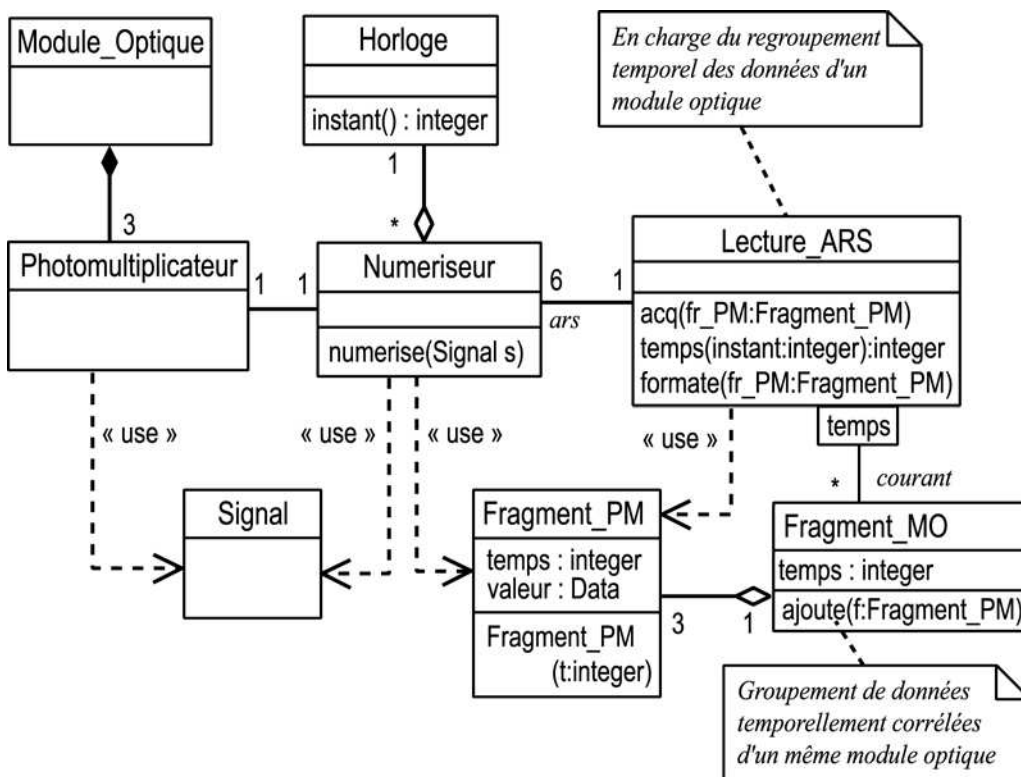 Module_Optique
Horloge
instant() : integer
En charge du regroupement
temporel des données d'un
module optique
3
1
*
Photomultiplicateur
1
1
Numeriseur
numerise(Signal s)
6
ars
1
Lecture_ARS
acq(fr_PM:Fragment_PM)
temps(instant:integer):integer
formate(fr_PM:Fragment_PM)
temps
« use »
« use »
« use »
« use »
*
courant
Signal
Fragment_PM
temps : integer
valeur : Data
Fragment_PM
(t:integer)
3
1
Fragment_MO
temps : integer
ajoute(f:Fragment_PM)
Groupement de données
temporellement corrélées
d'un même module optique